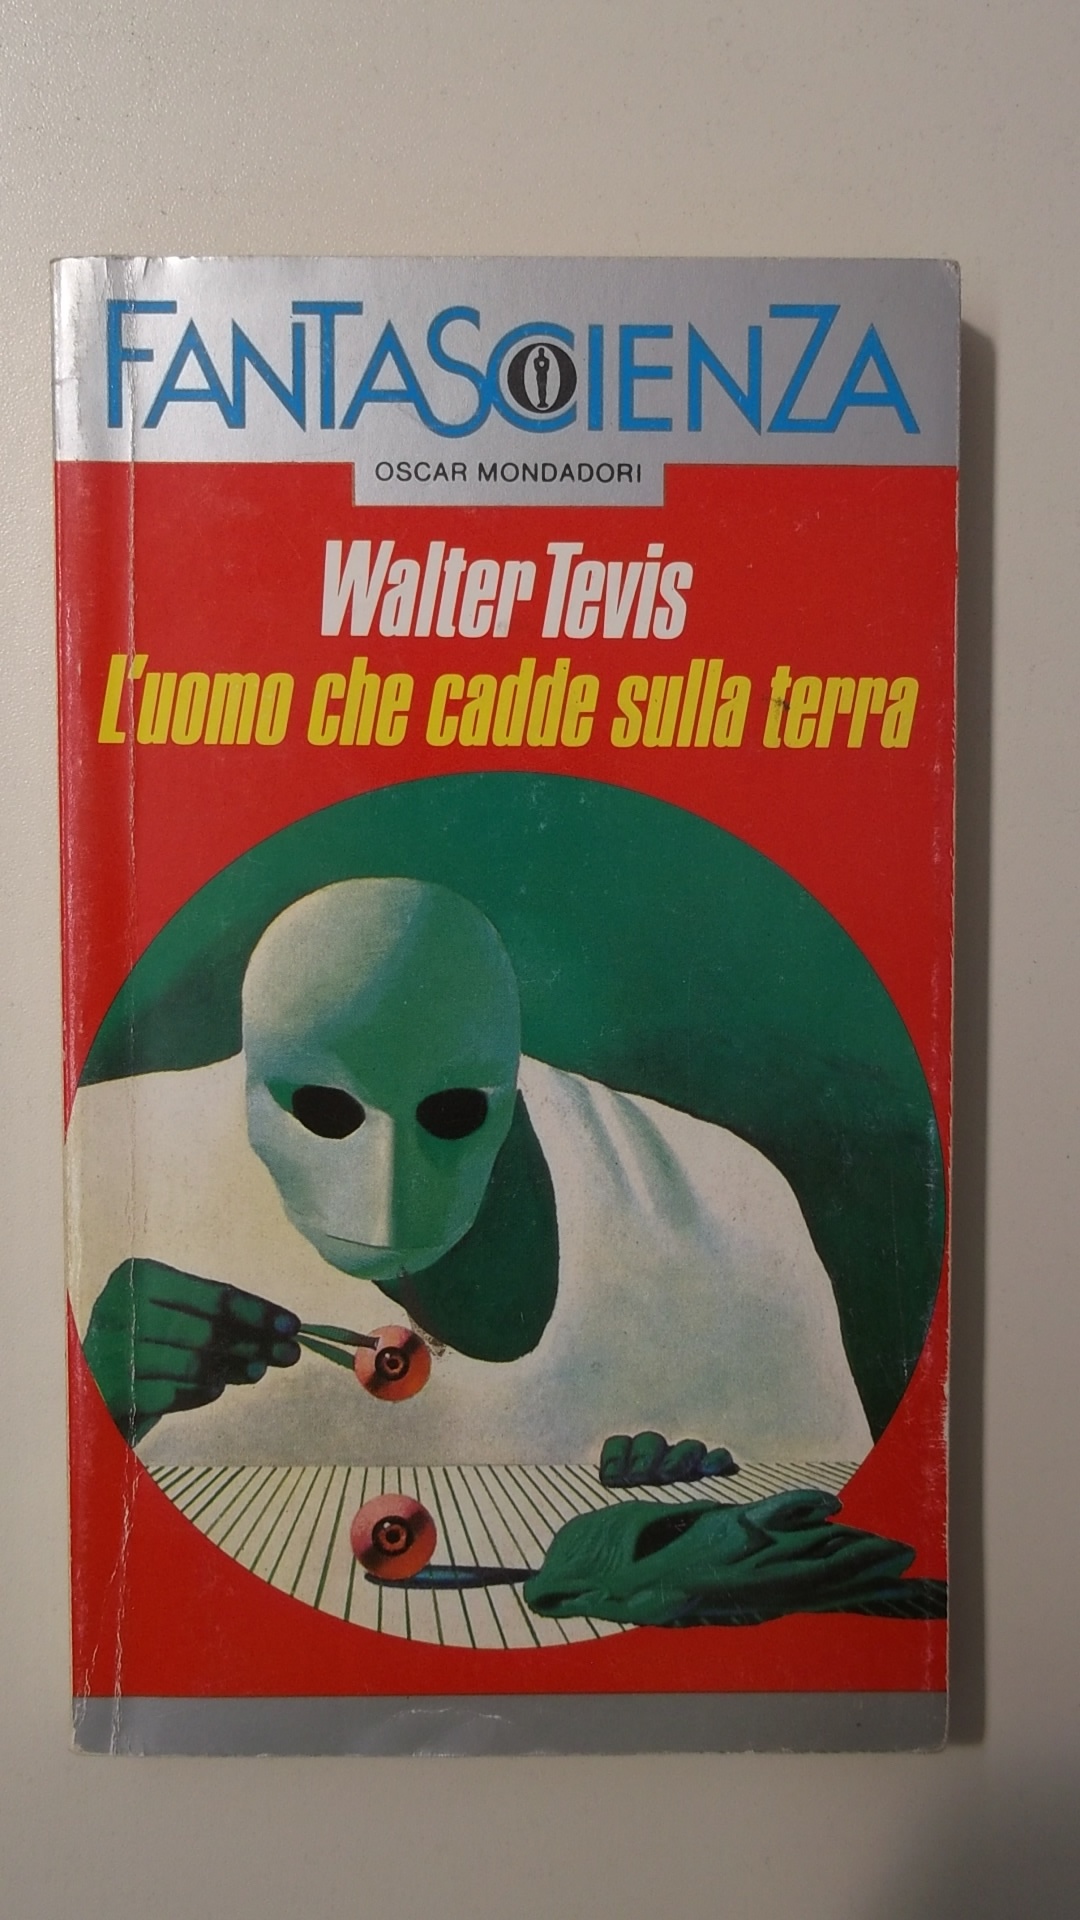 FANTASCIENZA
OSCAR MONDADORI
Walter Tevis
L'uomo che cadde sulla terra